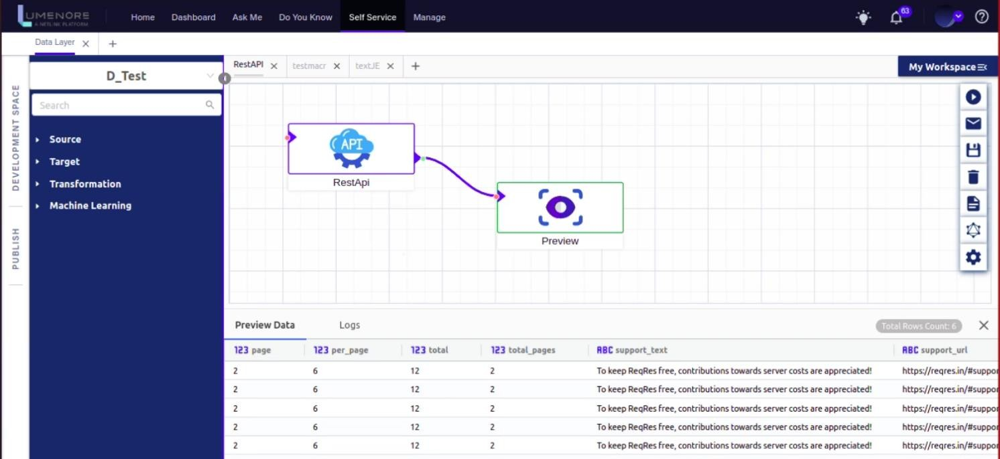 LUMENORE
A NETLINK PLATFORM
Home Dashboard Ask Me Do You Know Self Service Manage
63
Data Layer
DEVELOPMENT SPACE
PUBLISH
D_Test
Search
Source
Target
Transformation
Machine Learning
RestAPI testmacr textJE
My Workspace
API
RestApi
Preview
Preview Data Logs
Total Rows Count: 6
123 page 123 per_page 123 total 123 total_pages ABC support_text ABC support_url
2 6 12 2 To keep ReqRes free, contributions towards server costs are appreciated! https://reqres.in/#suppor
2 6 12 2 To keep ReqRes free, contributions towards server costs are appreciated! https://reqres.in/#suppor
2 6 12 2 To keep ReqRes free, contributions towards server costs are appreciated! https://reqres.in/#suppor
2 6 12 2 To keep ReqRes free, contributions towards server costs are appreciated! https://reqres.in/#suppor
2 6 12 2 To keep ReqRes free, contributions towards server costs are appreciated! https://reqres.in/#suppor